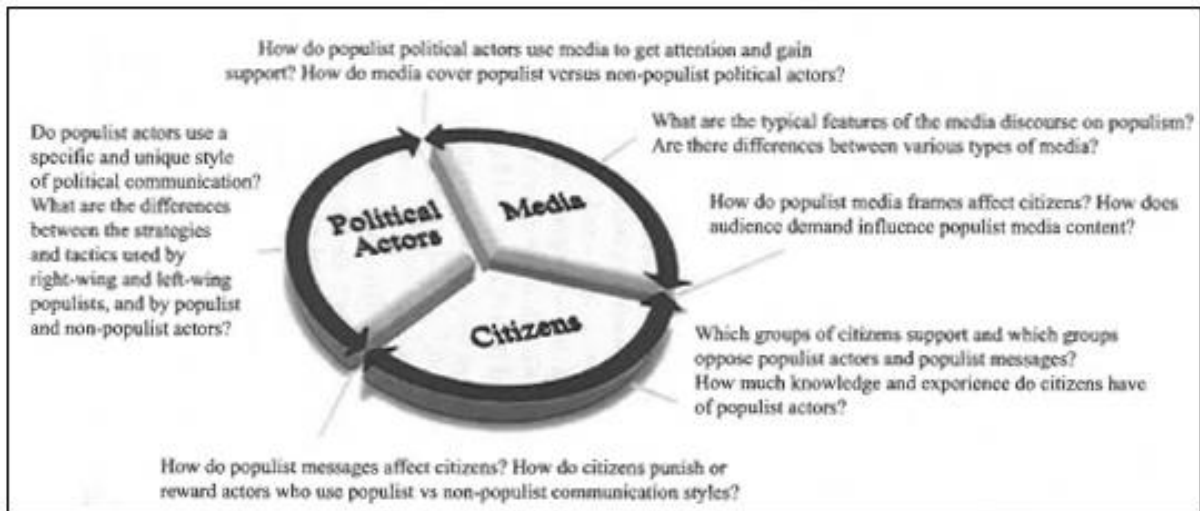 How do populist political actors use media to get attention and gain
support? How do media cover populist versus non-populist political actors?
Do populist actors use a
specific and unique style
of political communication?
What are the differences
between the strategies
and tactics used by
right-wing and left-wing
populists, and by populist
and non-populist actors?
What are the typical features of the media discourse on populism?
Are there differences between various types of media?
How do populist media frames affect citizens? How does
audience demand influence populist media content?
Political
Actors
Media
Citizens
Which groups of citizens support and which groups
oppose populist actors and populist messages?
How much knowledge and experience do citizens have
of populist actors?
How do populist messages affect citizens? How do citizens punish or
reward actors who use populist vs non-populist communication styles?